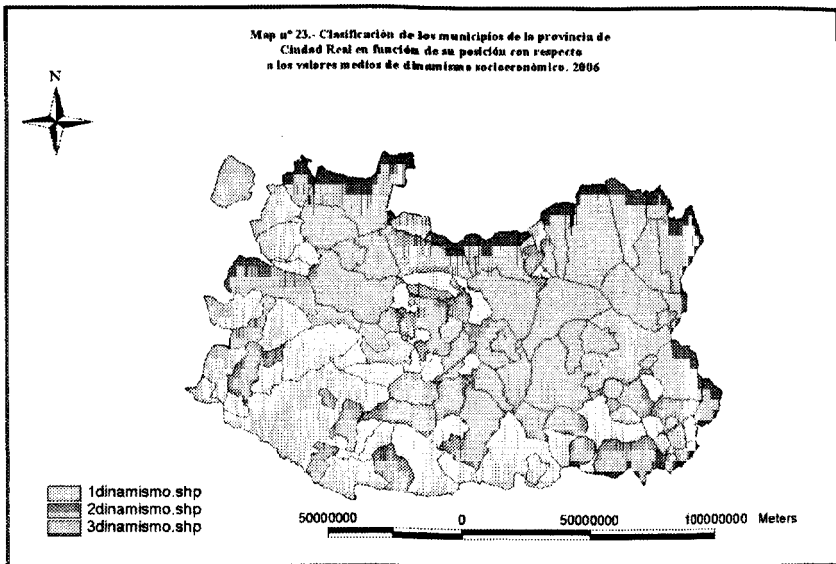 Map nº 23.- Clasificación de los municipios de la provincia de
Ciudad Real en función de su posición con respecto
a los valores medios de dinamismo socioeconómico. 2006
N
1dinamismo.shp
2dinamismo.shp
3dinamismo.shp
50000000 0 50000000 100000000 Meters